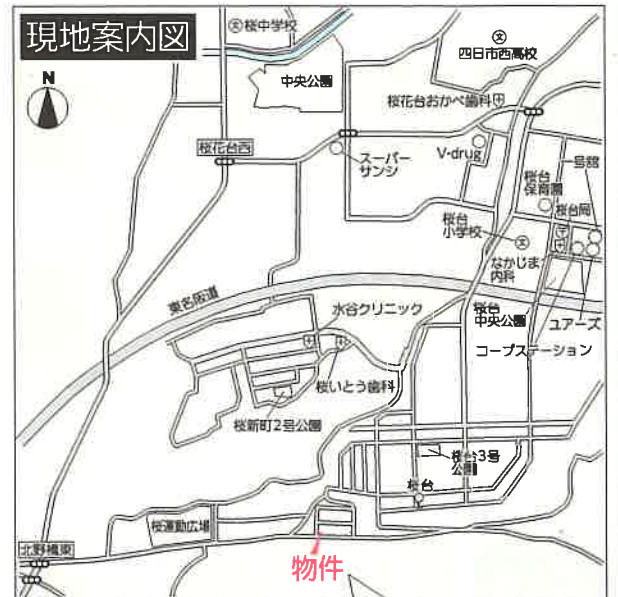 現地案内図
N
桜中学校
中央公園
四日市西高校
桜花台おかべ歯科
桜花台西
スーパー
サンシ
V-drug
一号舘
桜台
保育園
桜台岡
桜台
小学校
なかじま
内科
東名阪道
水谷クリニック
桜台
中央公園
ユアーズ
コープステーション
桜いとう歯科
桜新町2号公園
桜台3号
公園
桜台
桜運動広場
北野橋東
物件